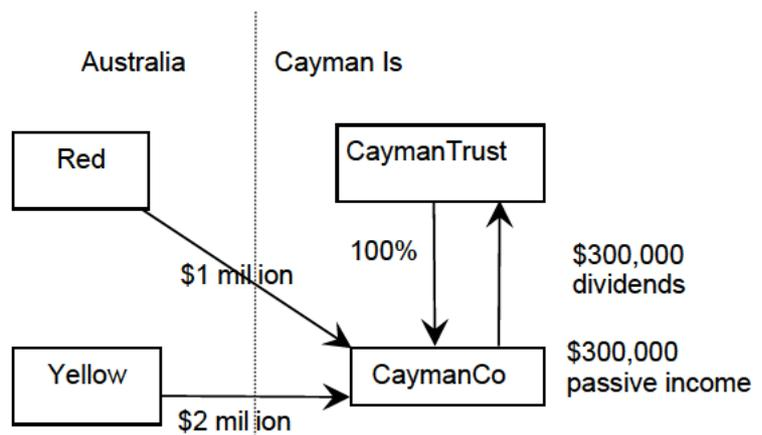 Australia
Cayman Is
Red
CaymanTrust
100%
$300,000
dividends
$1 million
Yellow
CaymanCo
$300,000
passive income
$2 million